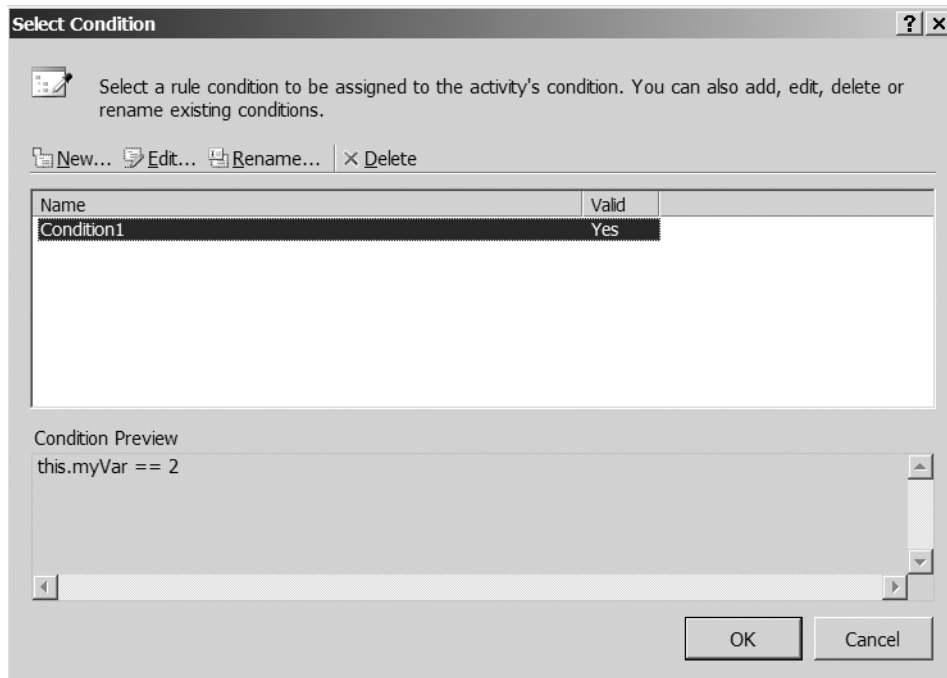 Select Condition
Select a rule condition to be assigned to the activity's condition. You can also add, edit, delete or
rename existing conditions.
New... Edit... Rename... Delete
Name Valid
Condition1 Yes
Condition Preview
this.myVar == 2
OK Cancel